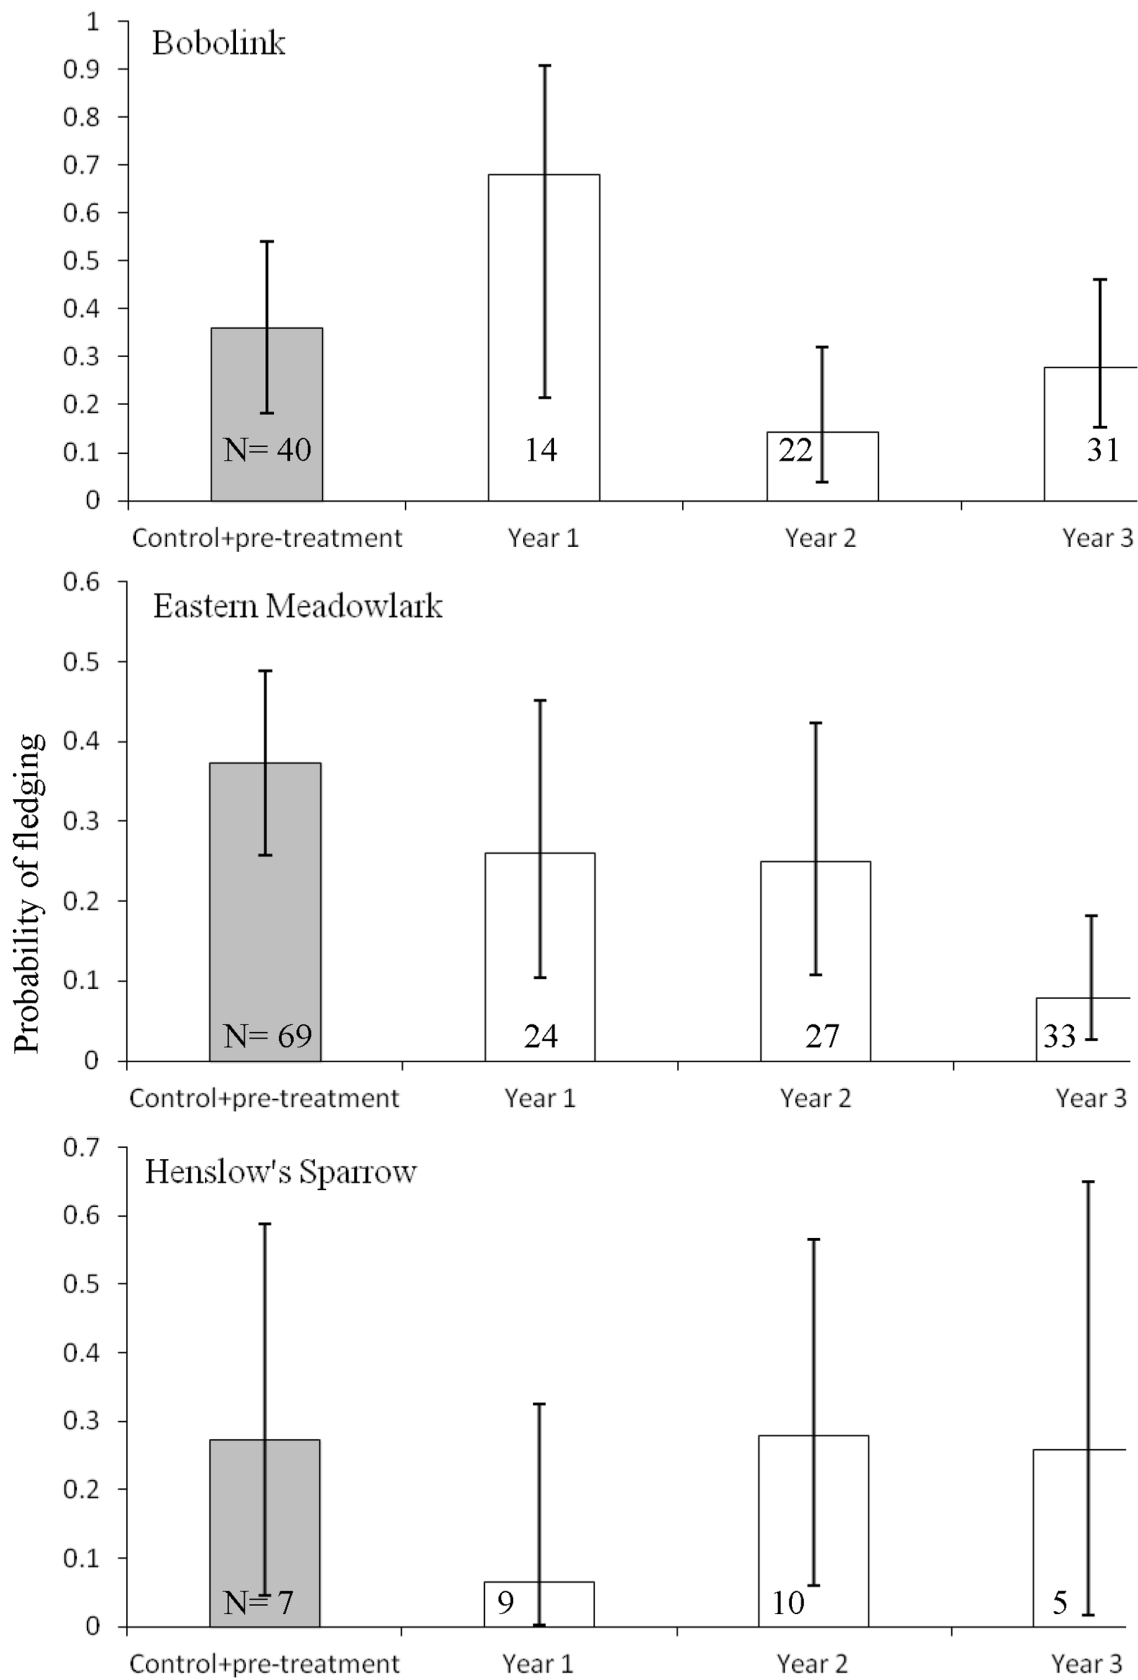 Probability of fledging
Bobolink
1
0.9
0.8
0.7
0.6
0.5
0.4
0.3
0.2
0.1
0
N= 40 14 22 31
Control+pre-treatment Year 1 Year 2 Year 3
Eastern Meadowlark
0.6
0.5
0.4
0.3
0.2
0.1
0
N= 69 24 27 33
Control+pre-treatment Year 1 Year 2 Year 3
Henslow's Sparrow
0.7
0.6
0.5
0.4
0.3
0.2
0.1
0
N= 7 9 10 5
Control+pre-treatment Year 1 Year 2 Year 3